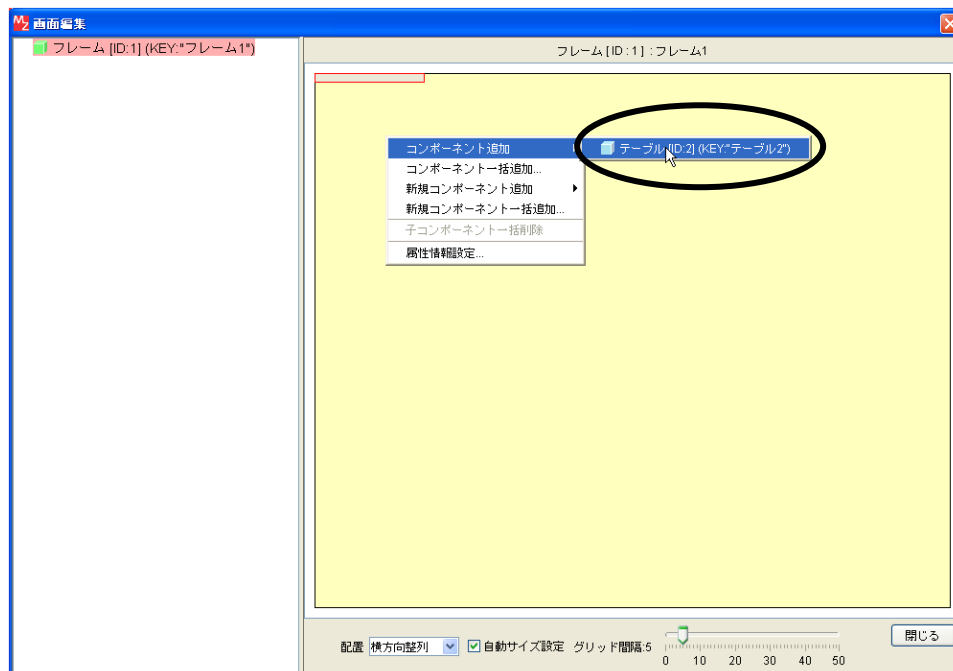 MZ 画面編集
フレーム [ID:1] (KEY:"フレーム1")
フレーム [ID:1] : フレーム1
コンポーネント追加
テーブル [ID:2] (KEY:"テーブル2")
コンポーネント一括追加...
新規コンポーネント追加
新規コンポーネント一括追加...
子コンポーネント一括削除
属性情報設定...
配置 横方向整列 自動サイズ設定 グリッド間隔:5
0 10 20 30 40 50
閉じる